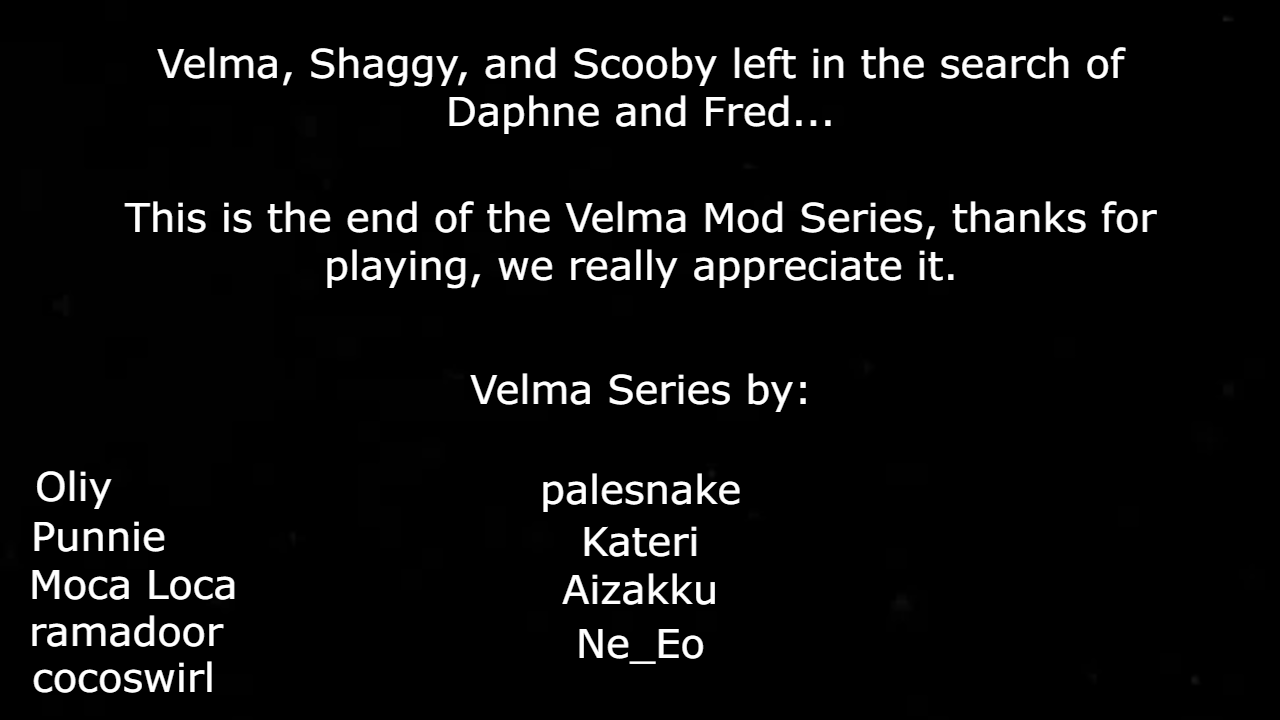 Velma, Shaggy, and Scooby left in the search of
Daphne and Fred...
This is the end of the Velma Mod Series, thanks for
playing, we really appreciate it.
Velma Series by:
Oliy
Punnie
Moca Loca
ramadoor
cocoswirl
palesnake
Kateri
Aizakku
Ne_Eo